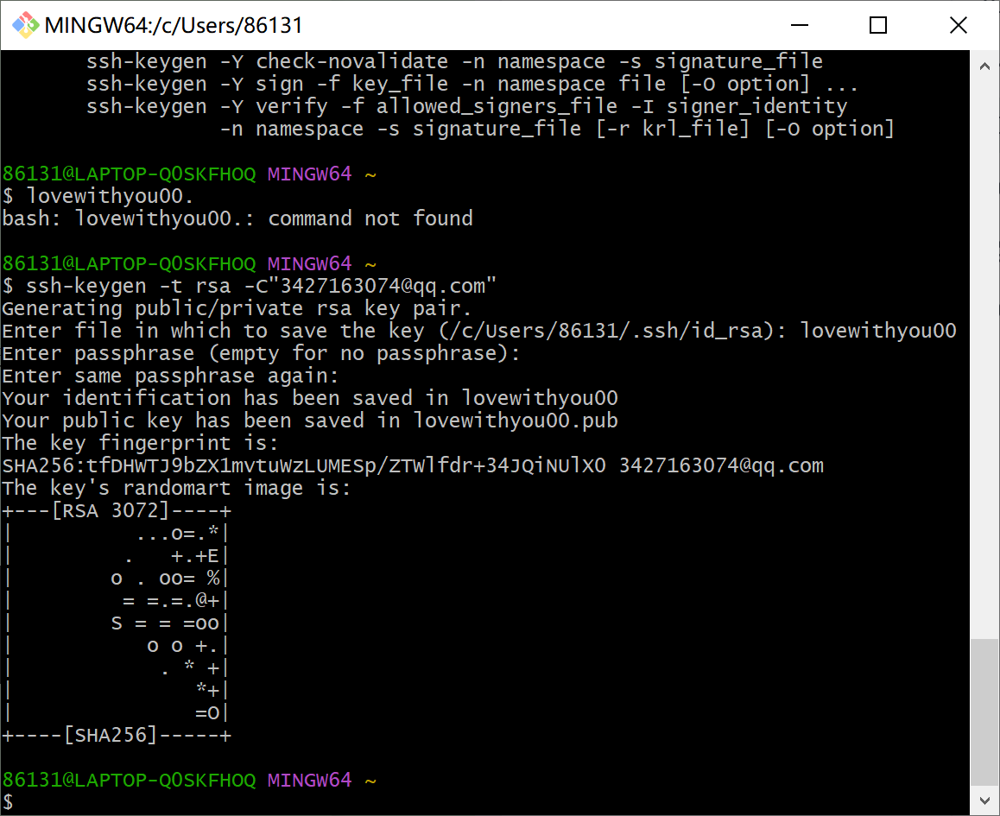 MINGW64:/c/Users/86131
ssh-keygen -Y check-novalidate -n namespace -s signature_file
ssh-keygen -Y sign -f key_file -n namespace file [-O option] ...
ssh-keygen -Y verify -f allowed_signers_file -I signer_identity
-n namespace -s signature_file [-r krl_file] [-O option]
86131@LAPTOP-Q0SKFHOQ MINGW64 ~
$ lovewithyou00.
bash: lovewithyou00.: command not found
86131@LAPTOP-Q0SKFHOQ MINGW64 ~
$ ssh-keygen -t rsa -C"3427163074@qq.com"
Generating public/private rsa key pair.
Enter file in which to save the key (/c/Users/86131/.ssh/id_rsa): lovewithyou00
Enter passphrase (empty for no passphrase):
Enter same passphrase again:
Your identification has been saved in lovewithyou00
Your public key has been saved in lovewithyou00.pub
The key fingerprint is:
SHA256:tfDHWTJ9bZX1mvtuWzLUMESp/ZTWlfdr+34JQiNUlX0 3427163074@qq.com
The key's randomart image is:
+---[RSA 3072]----+
|          ...o=.*|
|         .   +.+E|
|        o . oo= %|
|         = =.=.@+|
|        S = = =oo|
|           o o +.|
|            . * +|
|               *+|
|               =O|
+----[SHA256]-----+
86131@LAPTOP-Q0SKFHOQ MINGW64 ~
$